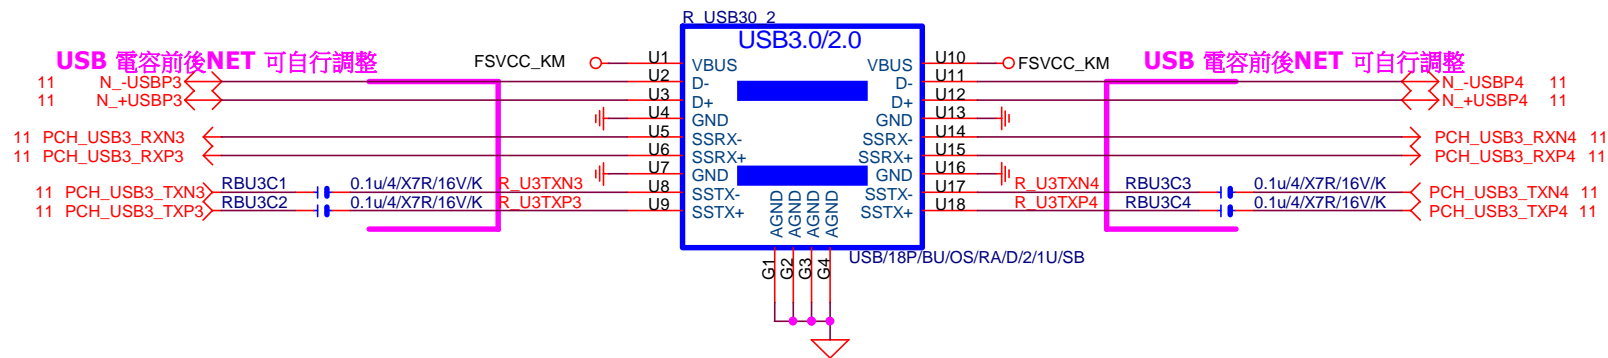 R_USB30_2
USB3.0/2.0
USB 電容前後NET 可自行調整
USB 電容前後NET 可自行調整
FSVCC_KM U1 VBUS VBUS U10 FSVCC_KM
11 N_-USBP3 U2 D- D- U11 N_-USBP4 11
11 N_+USBP3 U3 D+ D+ U12 N_+USBP4 11
U4 GND GND U13
11 PCH_USB3_RXN3 U5 SSRX- SSRX- U14 PCH_USB3_RXN4 11
11 PCH_USB3_RXP3 U6 SSRX+ SSRX+ U15 PCH_USB3_RXP4 11
U7 GND GND U16
11 PCH_USB3_TXN3 RBU3C1 0.1u/4/X7R/16V/K R_U3TXN3 U8 SSTX- SSTX- U17 R_U3TXN4 RBU3C3 0.1u/4/X7R/16V/K PCH_USB3_TXN4 11
11 PCH_USB3_TXP3 RBU3C2 0.1u/4/X7R/16V/K R_U3TXP3 U9 SSTX+ SSTX+ U18 R_U3TXP4 RBU3C4 0.1u/4/X7R/16V/K PCH_USB3_TXP4 11
AGND AGND AGND AGND
USB/18P/BU/OS/RA/D/2/1U/SB
G1 G2 G3 G4